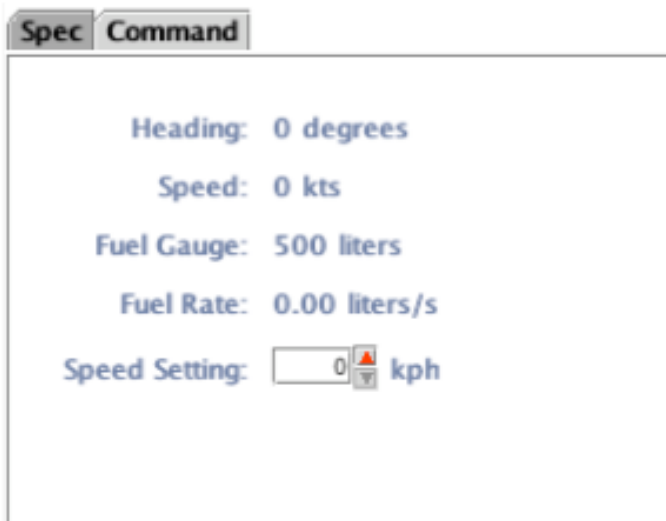 Spec Command
Heading: 0 degrees
Speed: 0 kts
Fuel Gauge: 500 liters
Fuel Rate: 0.00 liters/s
Speed Setting: 0 kph